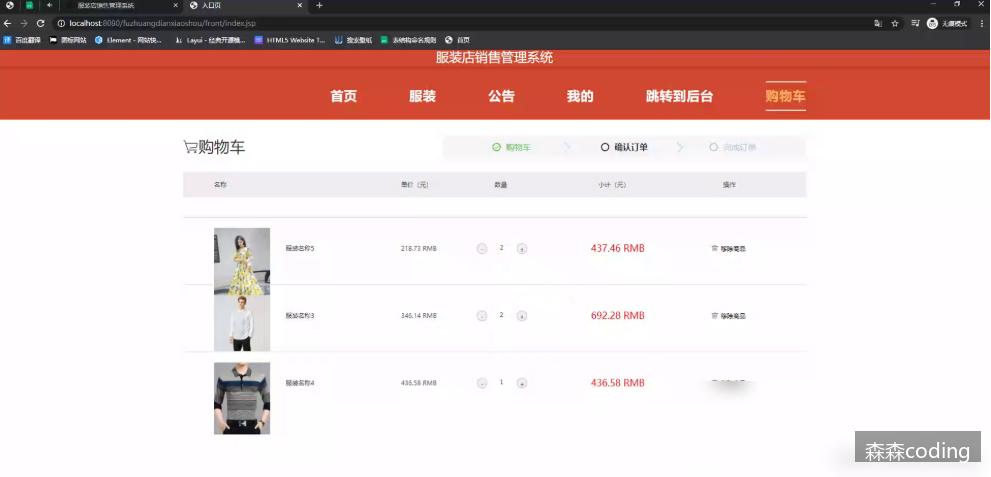 服装店销售管理系统
入口页
localhost:8080/fuzhuangdianxiaoshou/front/index.jsp
无痕模式
百度翻译
图标网站
Element - 网站快...
Layui - 经典开源模...
HTML5 Website T...
搜索壁纸
系统构命名规则
首页
服装店销售管理系统
首页
服装
公告
我的
跳转到后台
购物车
购物车
购物车
确认订单
完成订单
名称
单价（元）
数量
小计（元）
操作
服装名称5
218.73 RMB
- 2 +
437.46 RMB
移除商品
服装名称3
346.14 RMB
- 2 +
692.28 RMB
移除商品
服装名称4
436.58 RMB
- 1 +
436.58 RMB
森森coding